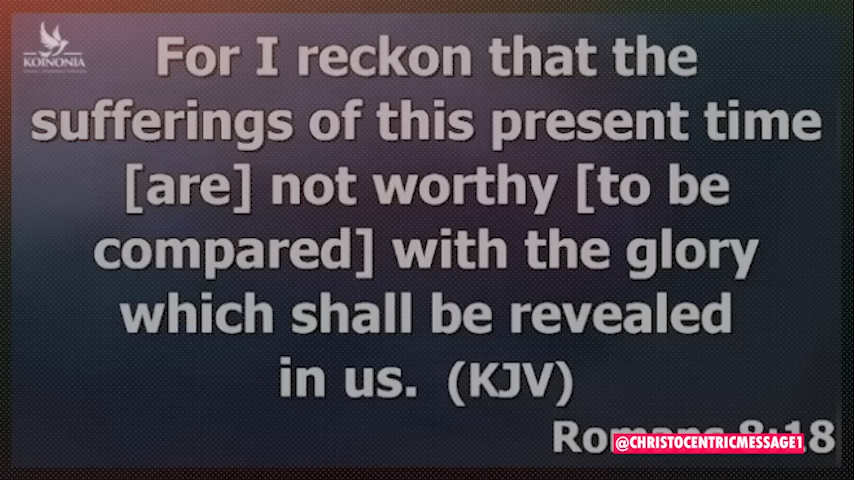 KOINONIA
For I reckon that the
sufferings of this present time
[are] not worthy [to be
compared] with the glory
which shall be revealed
in us. (KJV)
Romans 8:18
@CHRISTOCENTRICMESSAGE1